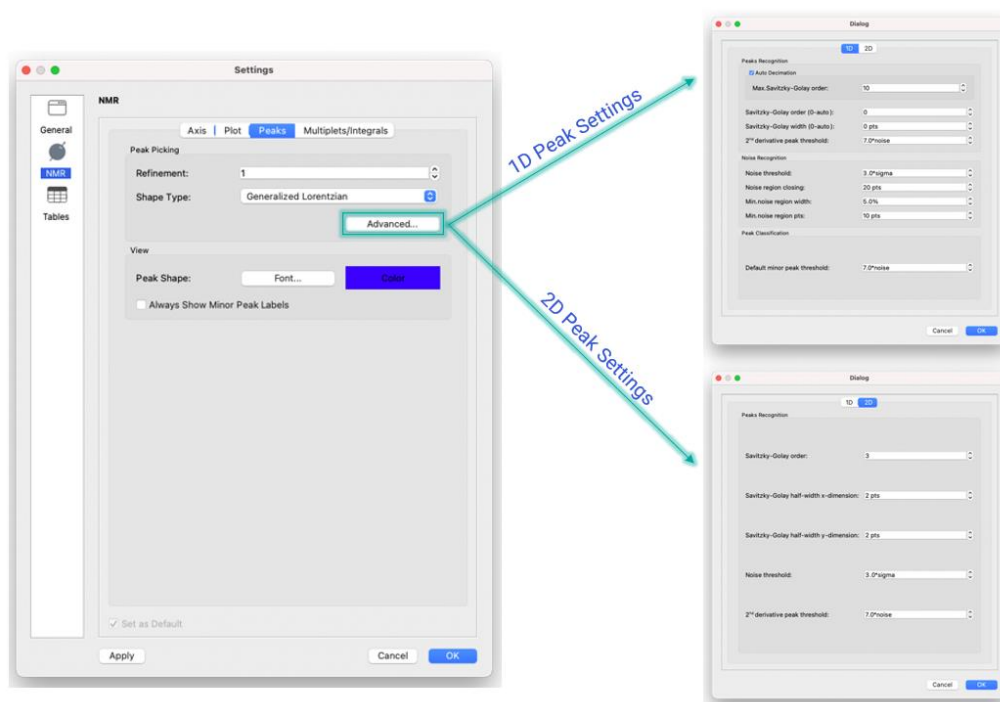 Settings
General
NMR
Tables
NMR
Axis Plot Peaks Multiplets/Integrals
Peak Picking
Refinement: 1
Shape Type: Generalized Lorentzian
Advanced...
View
Peak Shape: Font... Color
Always Show Minor Peak Labels
Set as Default
Apply Cancel OK
1D Peak Settings
2D Peak Settings
Dialog
1D 2D
Peaks Recognition
Auto Decimation
Max.Savitzky-Golay order: 10
Savitzky-Golay order (0-auto): 0
Savitzky-Golay width (0-auto): 0 pts
2ⁿᵈ derivative peak threshold: 7.0*noise
Noise Recognition
Noise threshold: 3.0*sigma
Noise region closing: 20 pts
Min.noise region width: 5.0%
Min.noise region pts: 10 pts
Peak Classification
Default minor peak threshold: 7.0*noise
Cancel OK
Dialog
1D 2D
Peaks Recognition
Savitzky-Golay order: 3
Savitzky-Golay half-width x-dimension: 2 pts
Savitzky-Golay half-width y-dimension: 2 pts
Noise threshold: 3.0*sigma
2ⁿᵈ derivative peak threshold: 7.0*noise
Cancel OK